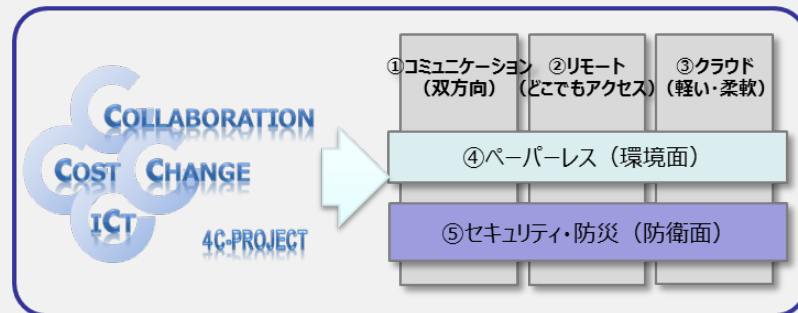 COLLABORATION
COST CHANGE
ICT
4C-PROJECT
①コミュニケーション
（双方向）
②リモート
（どこでもアクセス）
③クラウド
（軽い・柔軟）
④ペーパーレス（環境面）
⑤セキュリティ・防災（防衛面）